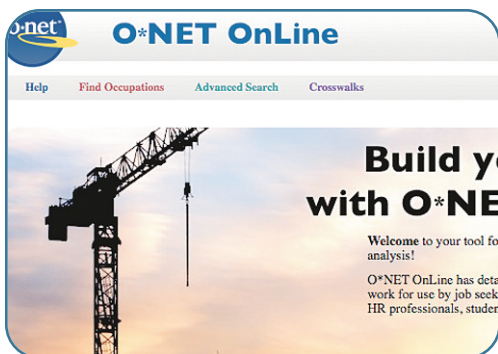 o·net
O*NET OnLine
Help Find Occupations Advanced Search Crosswalks
Build
with O*NE
Welcome to your tool fo
analysis!
O*NET OnLine has deta
work for use by job seek
HR professionals, studen